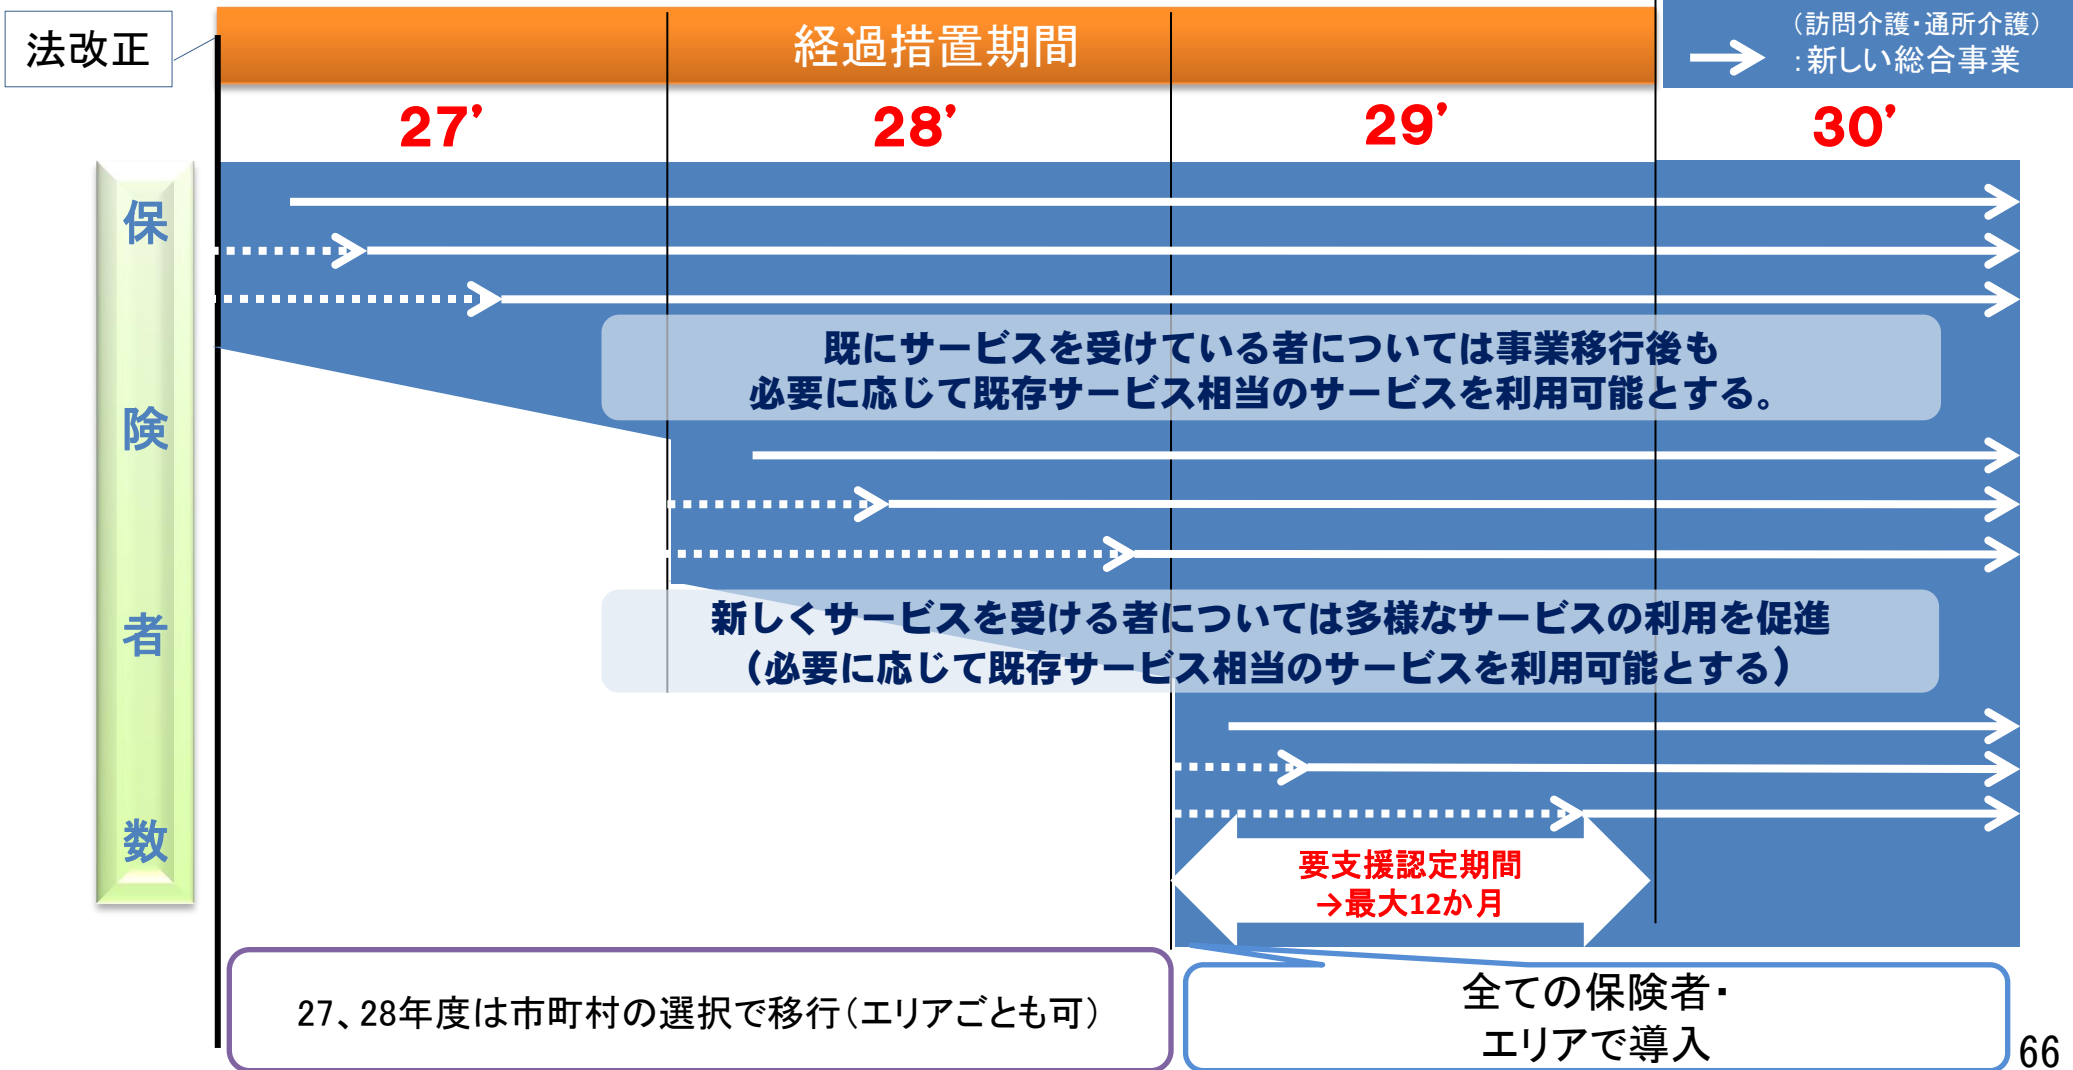 法改正
経過措置期間
(訪問介護・通所介護)
:新しい総合事業
27’
28’
29’
30’
保
険
者
数
既にサービスを受けている者については事業移行後も
必要に応じて既存サービス相当のサービスを利用可能とする。
新しくサービスを受ける者については多様なサービスの利用を促進
(必要に応じて既存サービス相当のサービスを利用可能とする)
要支援認定期間
→最大12か月
27、28年度は市町村の選択で移行(エリアごとも可)
全ての保険者・
エリアで導入
66